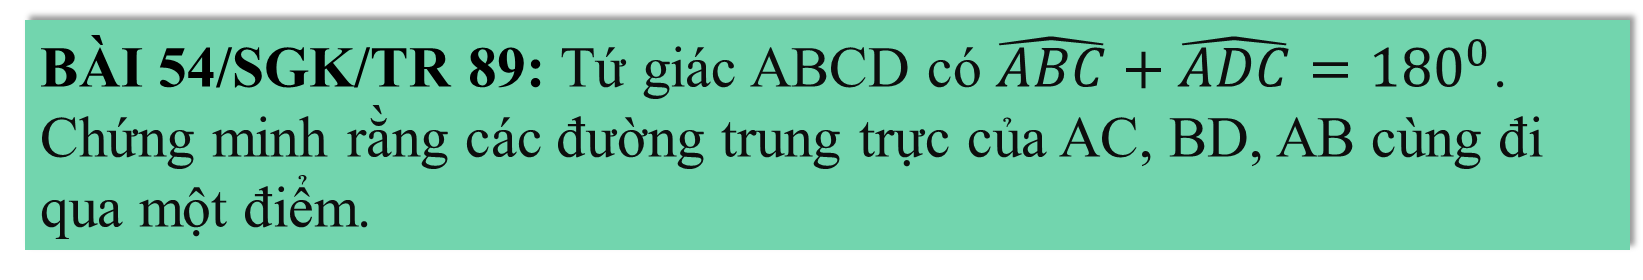 BÀI 54/SGK/TR 89: Tứ giác ABCD có $\widehat{ABC} + \widehat{ADC} = 180^0$.
Chứng minh rằng các đường trung trực của AC, BD, AB cùng đi
qua một điểm.